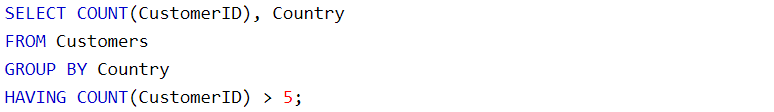 SELECT COUNT(CustomerID), Country
FROM Customers
GROUP BY Country
HAVING COUNT(CustomerID) > 5;